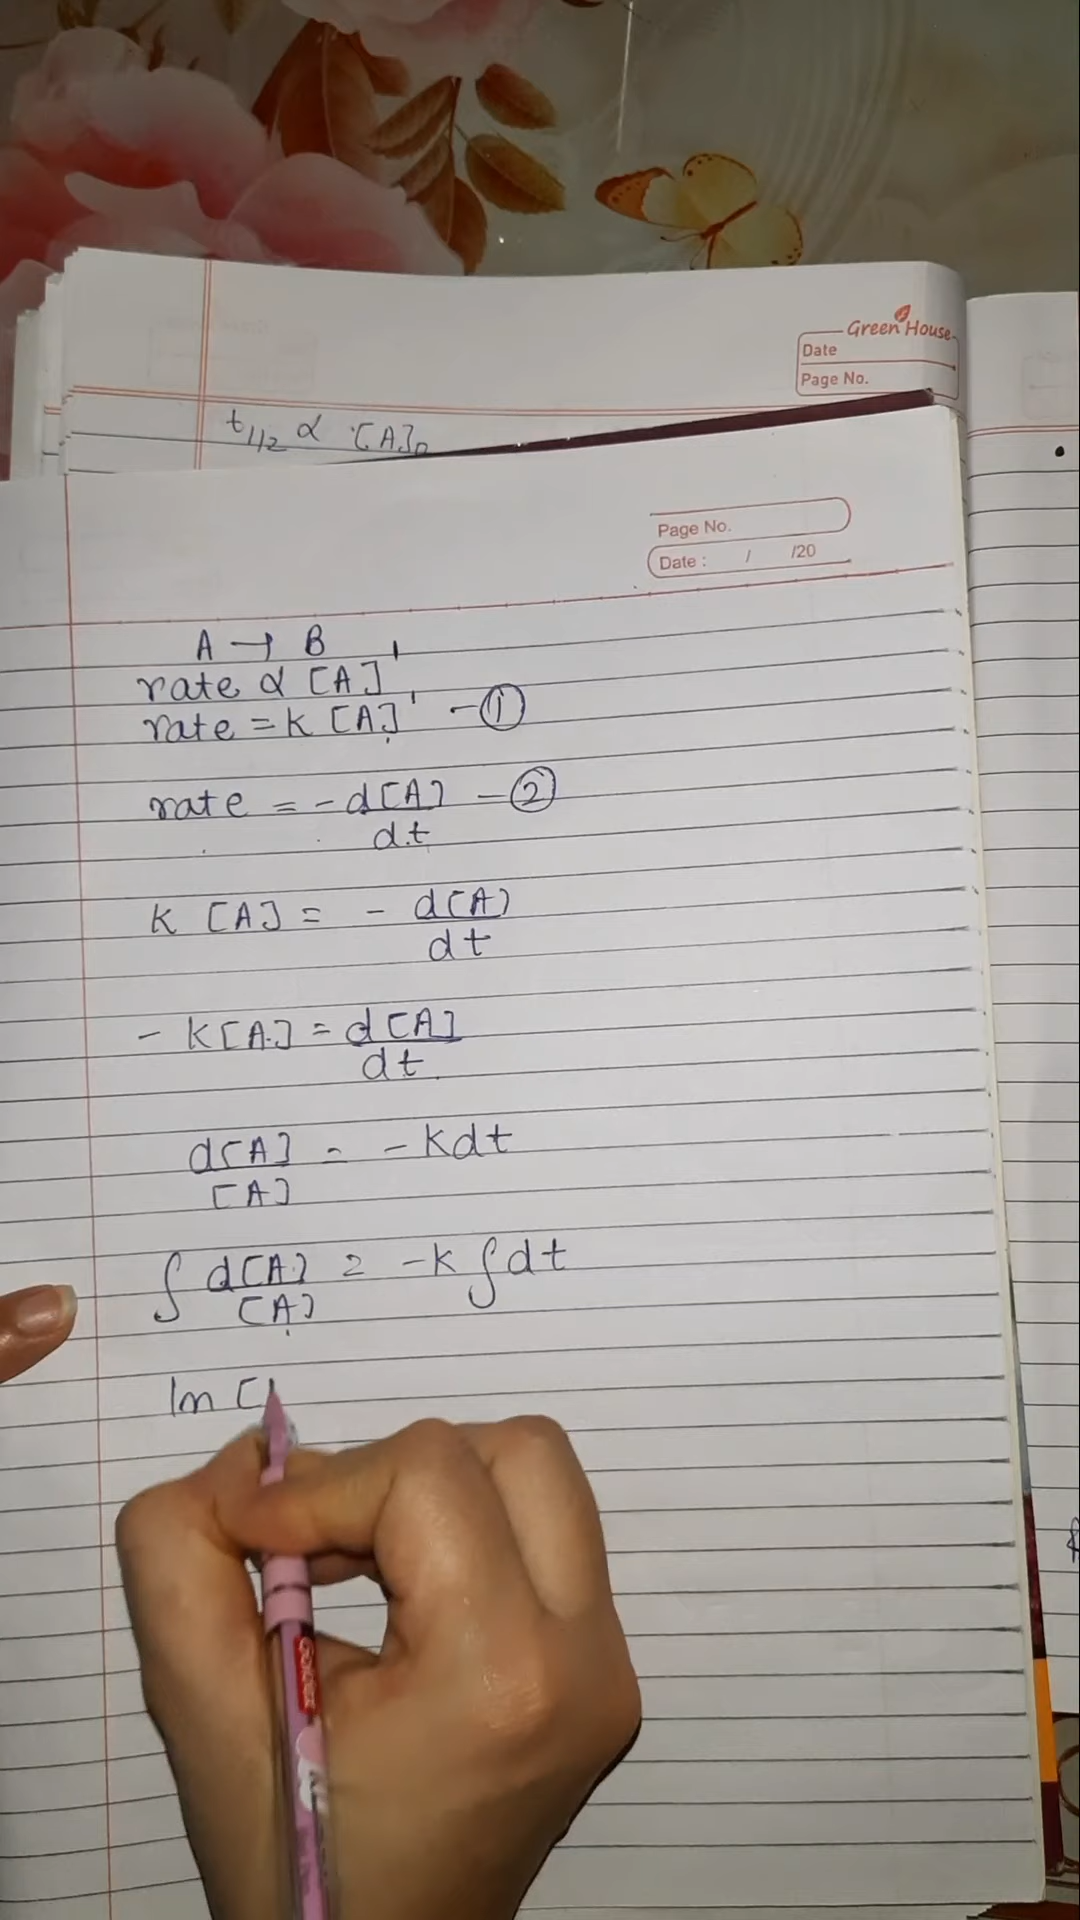 Green House
Date
Page No.
t1/2 α [A]0
Page No.
Date : / /20
A → B
rate α [A]¹
rate = K [A]¹ - ①
rate = - d[A] - ②
dt
K [A] = - d[A)
dt
- K[A] = d[A]
dt
d[A] = - Kdt
[A]
∫ d[A] = -K ∫ dt
[A]
ln [